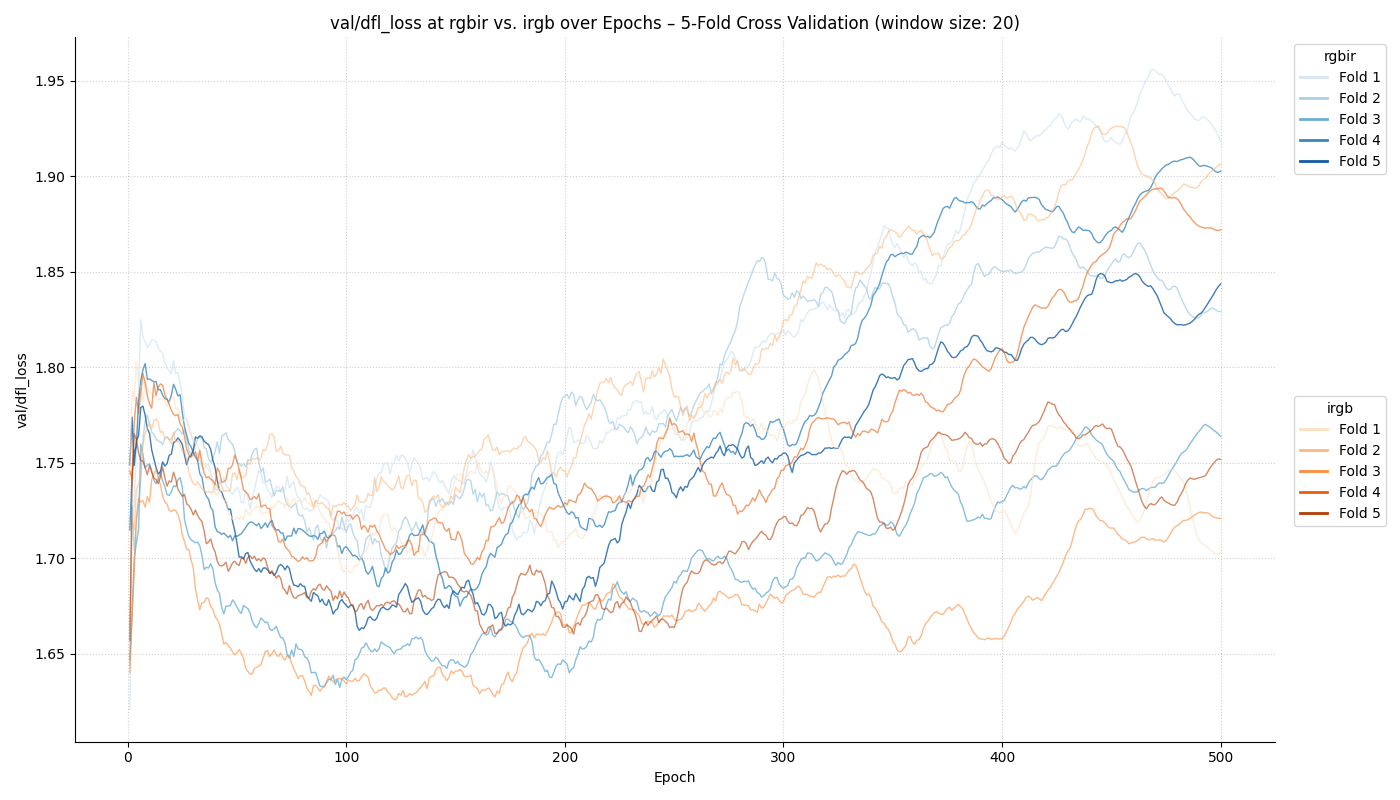 val/dfl_loss at rgbir vs. irgb over Epochs – 5-Fold Cross Validation (window size: 20)
val/dfl_loss
1.95
1.90
1.85
1.80
1.75
1.70
1.65
0
100
200
300
400
500
Epoch
rgbir
Fold 1
Fold 2
Fold 3
Fold 4
Fold 5
irgb
Fold 1
Fold 2
Fold 3
Fold 4
Fold 5